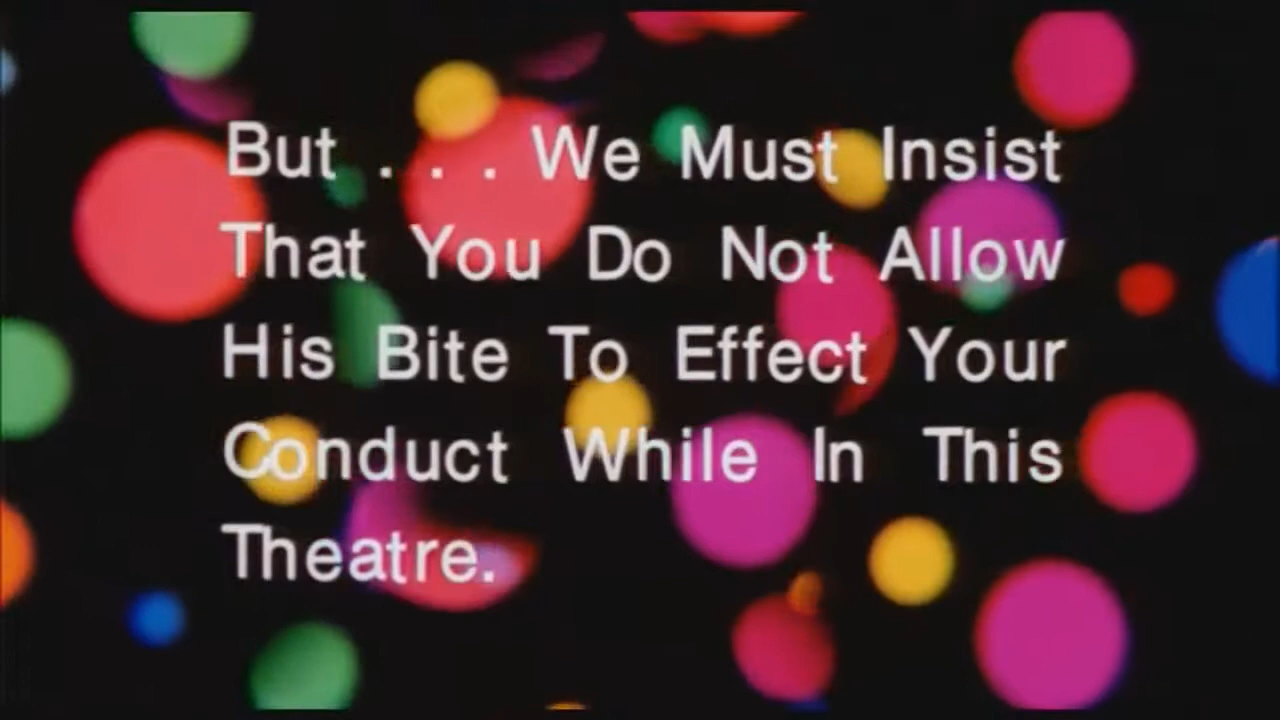 But . . . We Must Insist
That You Do Not Allow
His Bite To Effect Your
Conduct While In This
Theatre.